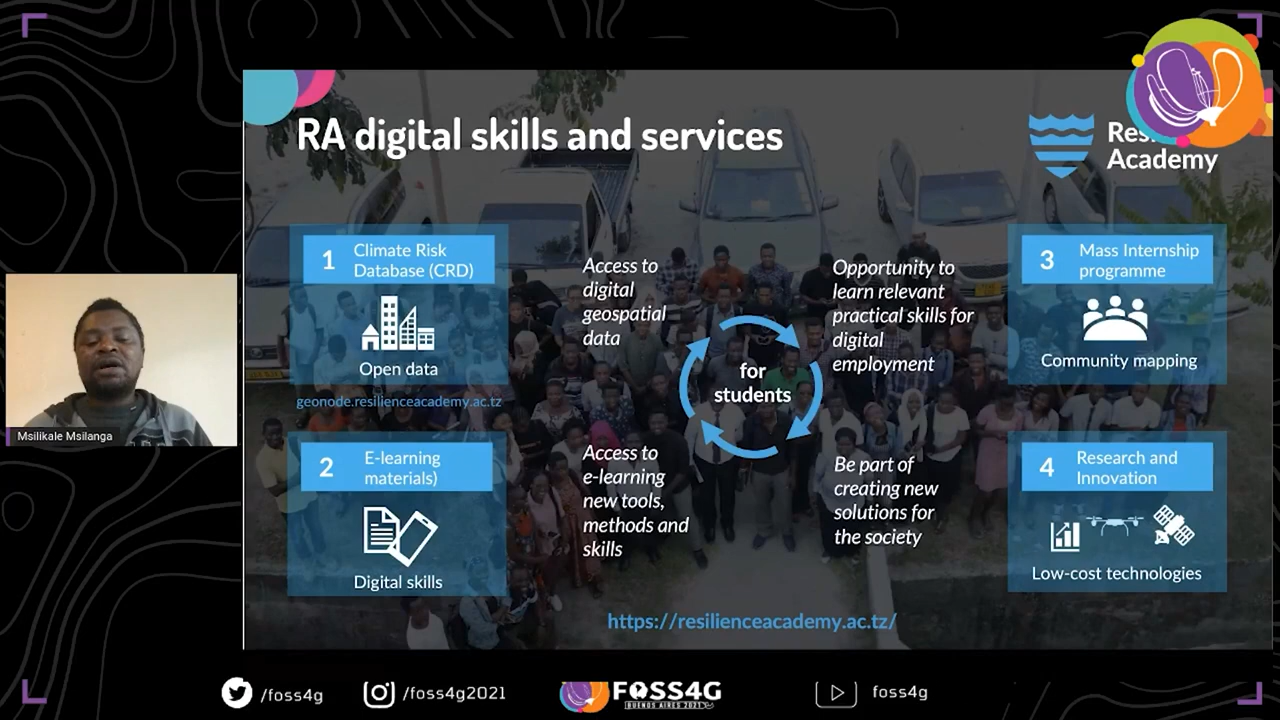 RA digital skills and services
Academy
1 Climate Risk
Database (CRD)
Open data
geonode.resilienceacademy.ac.tz
2 E-learning
materials)
Digital skills
Access to
digital
geospatial
data
Access to
e-learning
new tools,
methods and
skills
for
students
Opportunity to
learn relevant
practical skills for
digital
employment
Be part of
creating new
solutions for
the society
3 Mass Internship
programme
Community mapping
4 Research and
Innovation
Low-cost technologies
https://resilienceacademy.ac.tz/
Msilikale Msilanga
/foss4g
/foss4g2021
FOSS4G
BUENOS AIRES 2021
foss4g